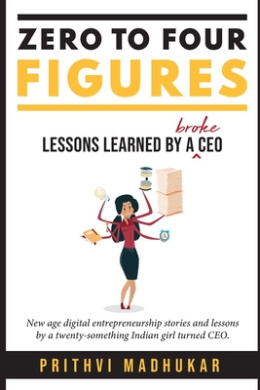 ZERO TO FOUR
FIGURES
LESSONS LEARNED BY A broke CEO
New age digital entrepreneurship stories and lessons
by a twenty-something Indian girl turned CEO.
PRITHVI MADHUKAR